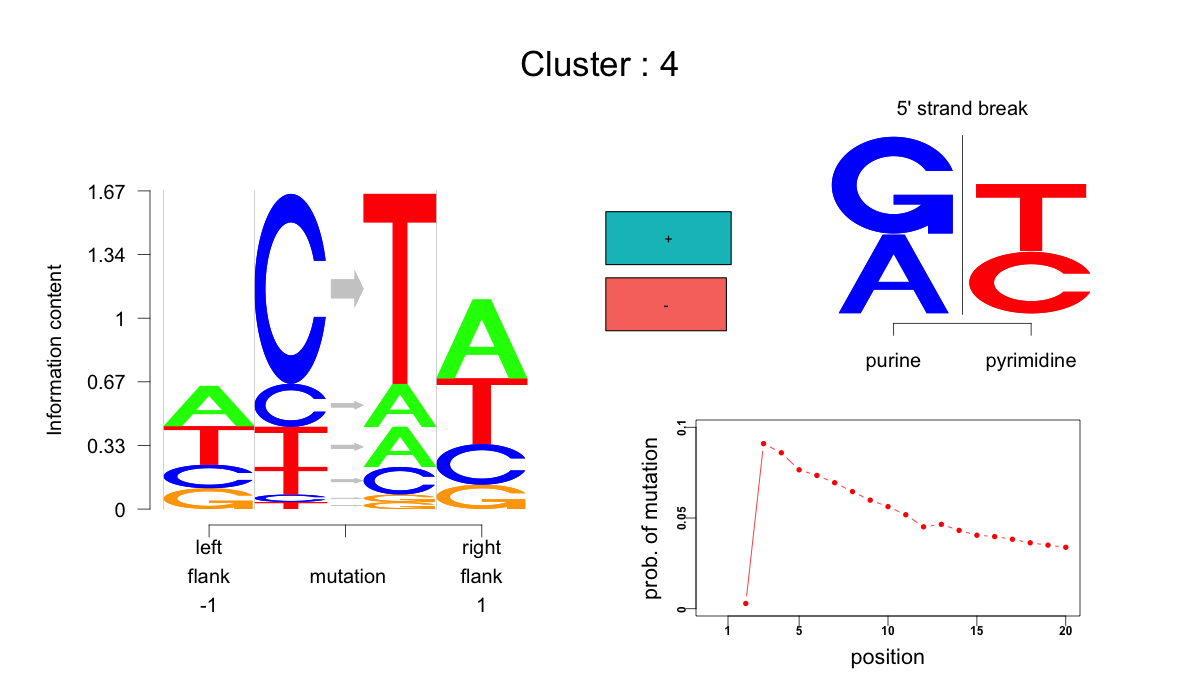 Cluster : 4
5' strand break
G T
A C
purine pyrimidine
Information content
1.67
1.34
1
0.67
0.33
0
A T C G
C C T T C T
T A A C G G
A T C G
left flank -1
mutation
right flank 1
+
-
prob. of mutation
0.1
0.05
0
1 5 10 15 20
position